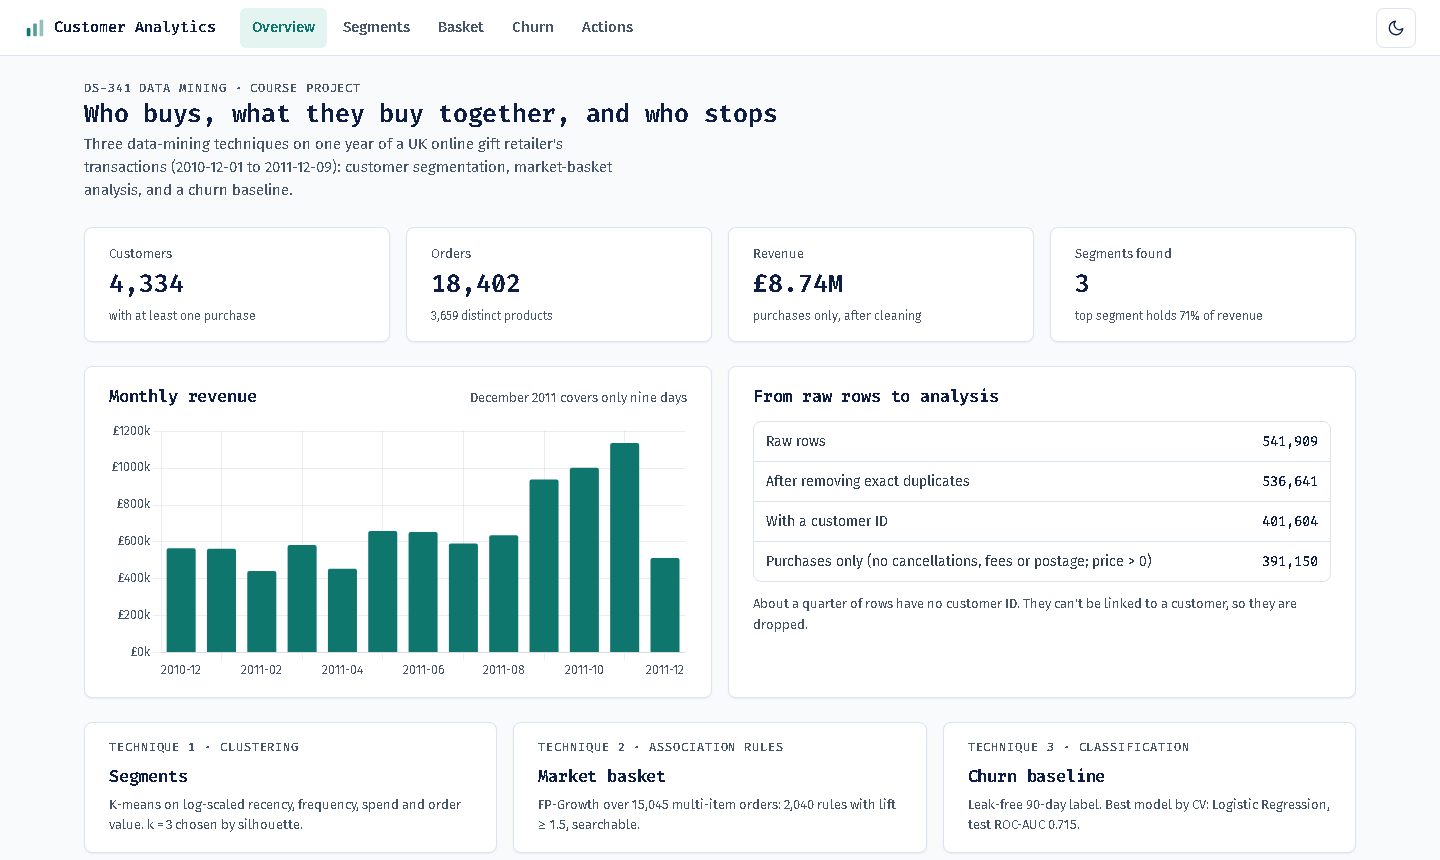 Customer Analytics
Overview
Segments
Basket
Churn
Actions
DS-341 DATA MINING · COURSE PROJECT
Who buys, what they buy together, and who stops
Three data-mining techniques on one year of a UK online gift retailer's
transactions (2010-12-01 to 2011-12-09): customer segmentation, market-basket
analysis, and a churn baseline.
Customers
4,334
with at least one purchase
Orders
18,402
3,659 distinct products
Revenue
£8.74M
purchases only, after cleaning
Segments found
3
top segment holds 71% of revenue
Monthly revenue
December 2011 covers only nine days
£1200k
£1000k
£800k
£600k
£400k
£200k
£0k
2010-12
2011-02
2011-04
2011-06
2011-08
2011-10
2011-12
From raw rows to analysis
Raw rows 541,909
After removing exact duplicates 536,641
With a customer ID 401,604
Purchases only (no cancellations, fees or postage; price > 0) 391,150
About a quarter of rows have no customer ID. They can't be linked to a customer, so they are
dropped.
TECHNIQUE 1 · CLUSTERING
Segments
K-means on log-scaled recency, frequency, spend and order
value. k = 3 chosen by silhouette.
TECHNIQUE 2 · ASSOCIATION RULES
Market basket
FP-Growth over 15,045 multi-item orders: 2,040 rules with lift
≥ 1.5, searchable.
TECHNIQUE 3 · CLASSIFICATION
Churn baseline
Leak-free 90-day label. Best model by CV: Logistic Regression,
test ROC-AUC 0.715.